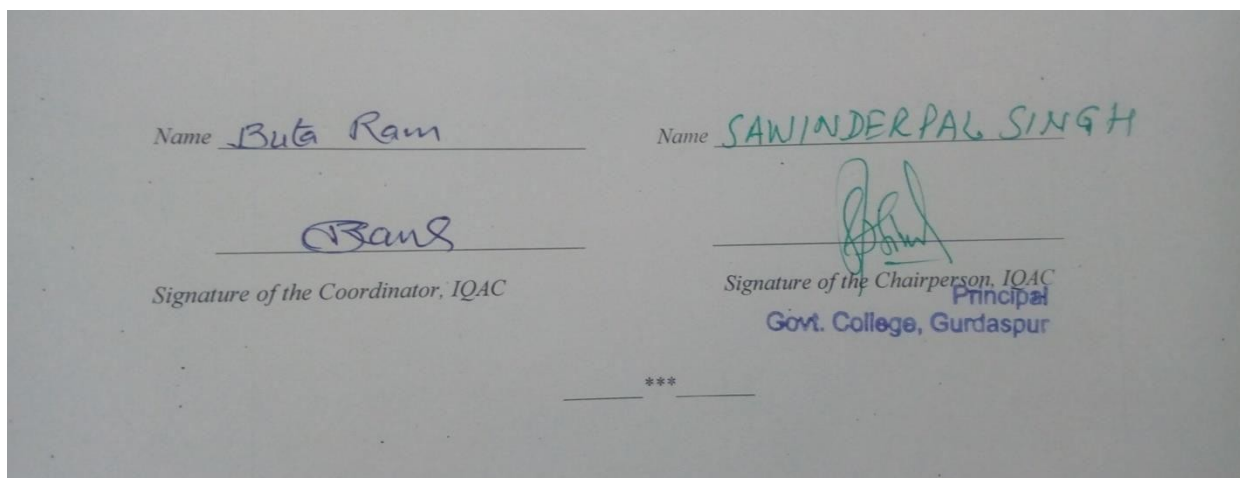 Name Buta Ram
Name SAWINDERPAL SINGH
Signature of the Coordinator, IQAC
Signature of the Chairperson, IQAC
Principal
Govt. College, Gurdaspur
***